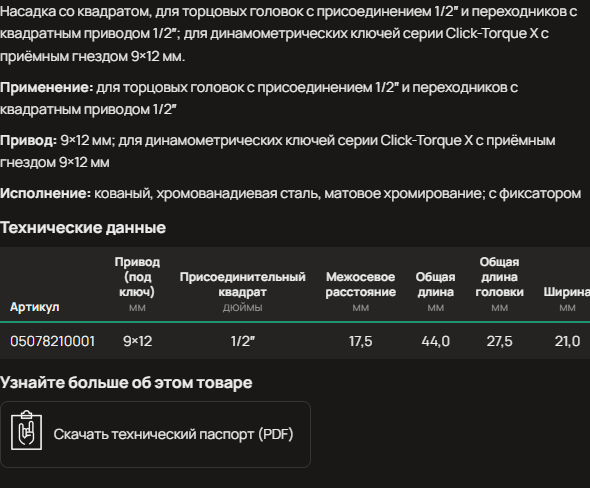 Насадка со квадратом, для торцовых головок с присоединением 1/2″ и переходников с
квадратным приводом 1/2″; для динамометрических ключей серии Click-Torque X с
приёмным гнездом 9×12 мм.
Применение: для торцовых головок с присоединением 1/2″ и переходников с
квадратным приводом 1/2″
Привод: 9×12 мм; для динамометрических ключей серии Click-Torque X с приёмным
гнездом 9×12 мм
Исполнение: кованый, хромованадиевая сталь, матовое хромирование; с фиксатором
Технические данные
Артикул Привод (под ключ) мм Присоединительный квадрат дюймы Межосевое расстояние мм Общая длина мм Общая длина головки мм Ширина мм
05078210001 9×12 1/2″ 17,5 44,0 27,5 21,0
Узнайте больше об этом товаре
Скачать технический паспорт (PDF)